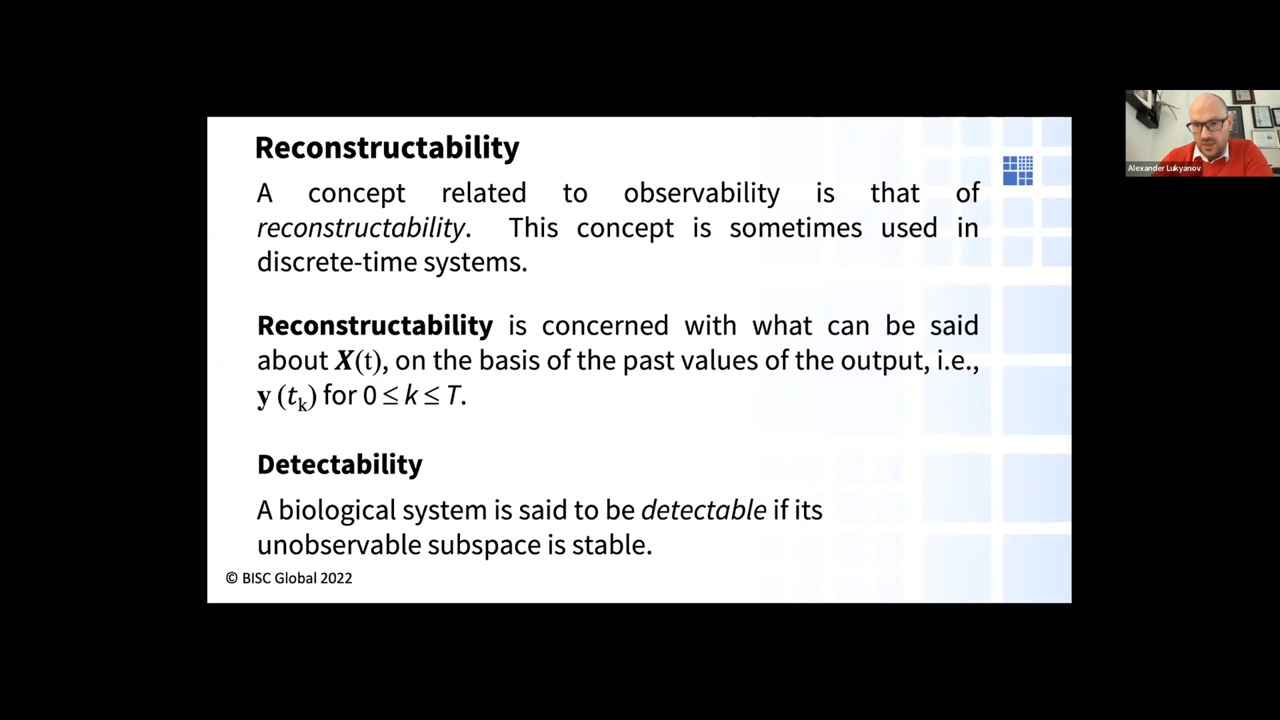 Reconstructability
A concept related to observability is that of
reconstructability. This concept is sometimes used in
discrete-time systems.
Reconstructability is concerned with what can be said
about X(t), on the basis of the past values of the output, i.e.,
y (tk) for 0 ≤ k ≤ T.
Detectability
A biological system is said to be detectable if its
unobservable subspace is stable.
© BISC Global 2022
Alexander Lukyanov